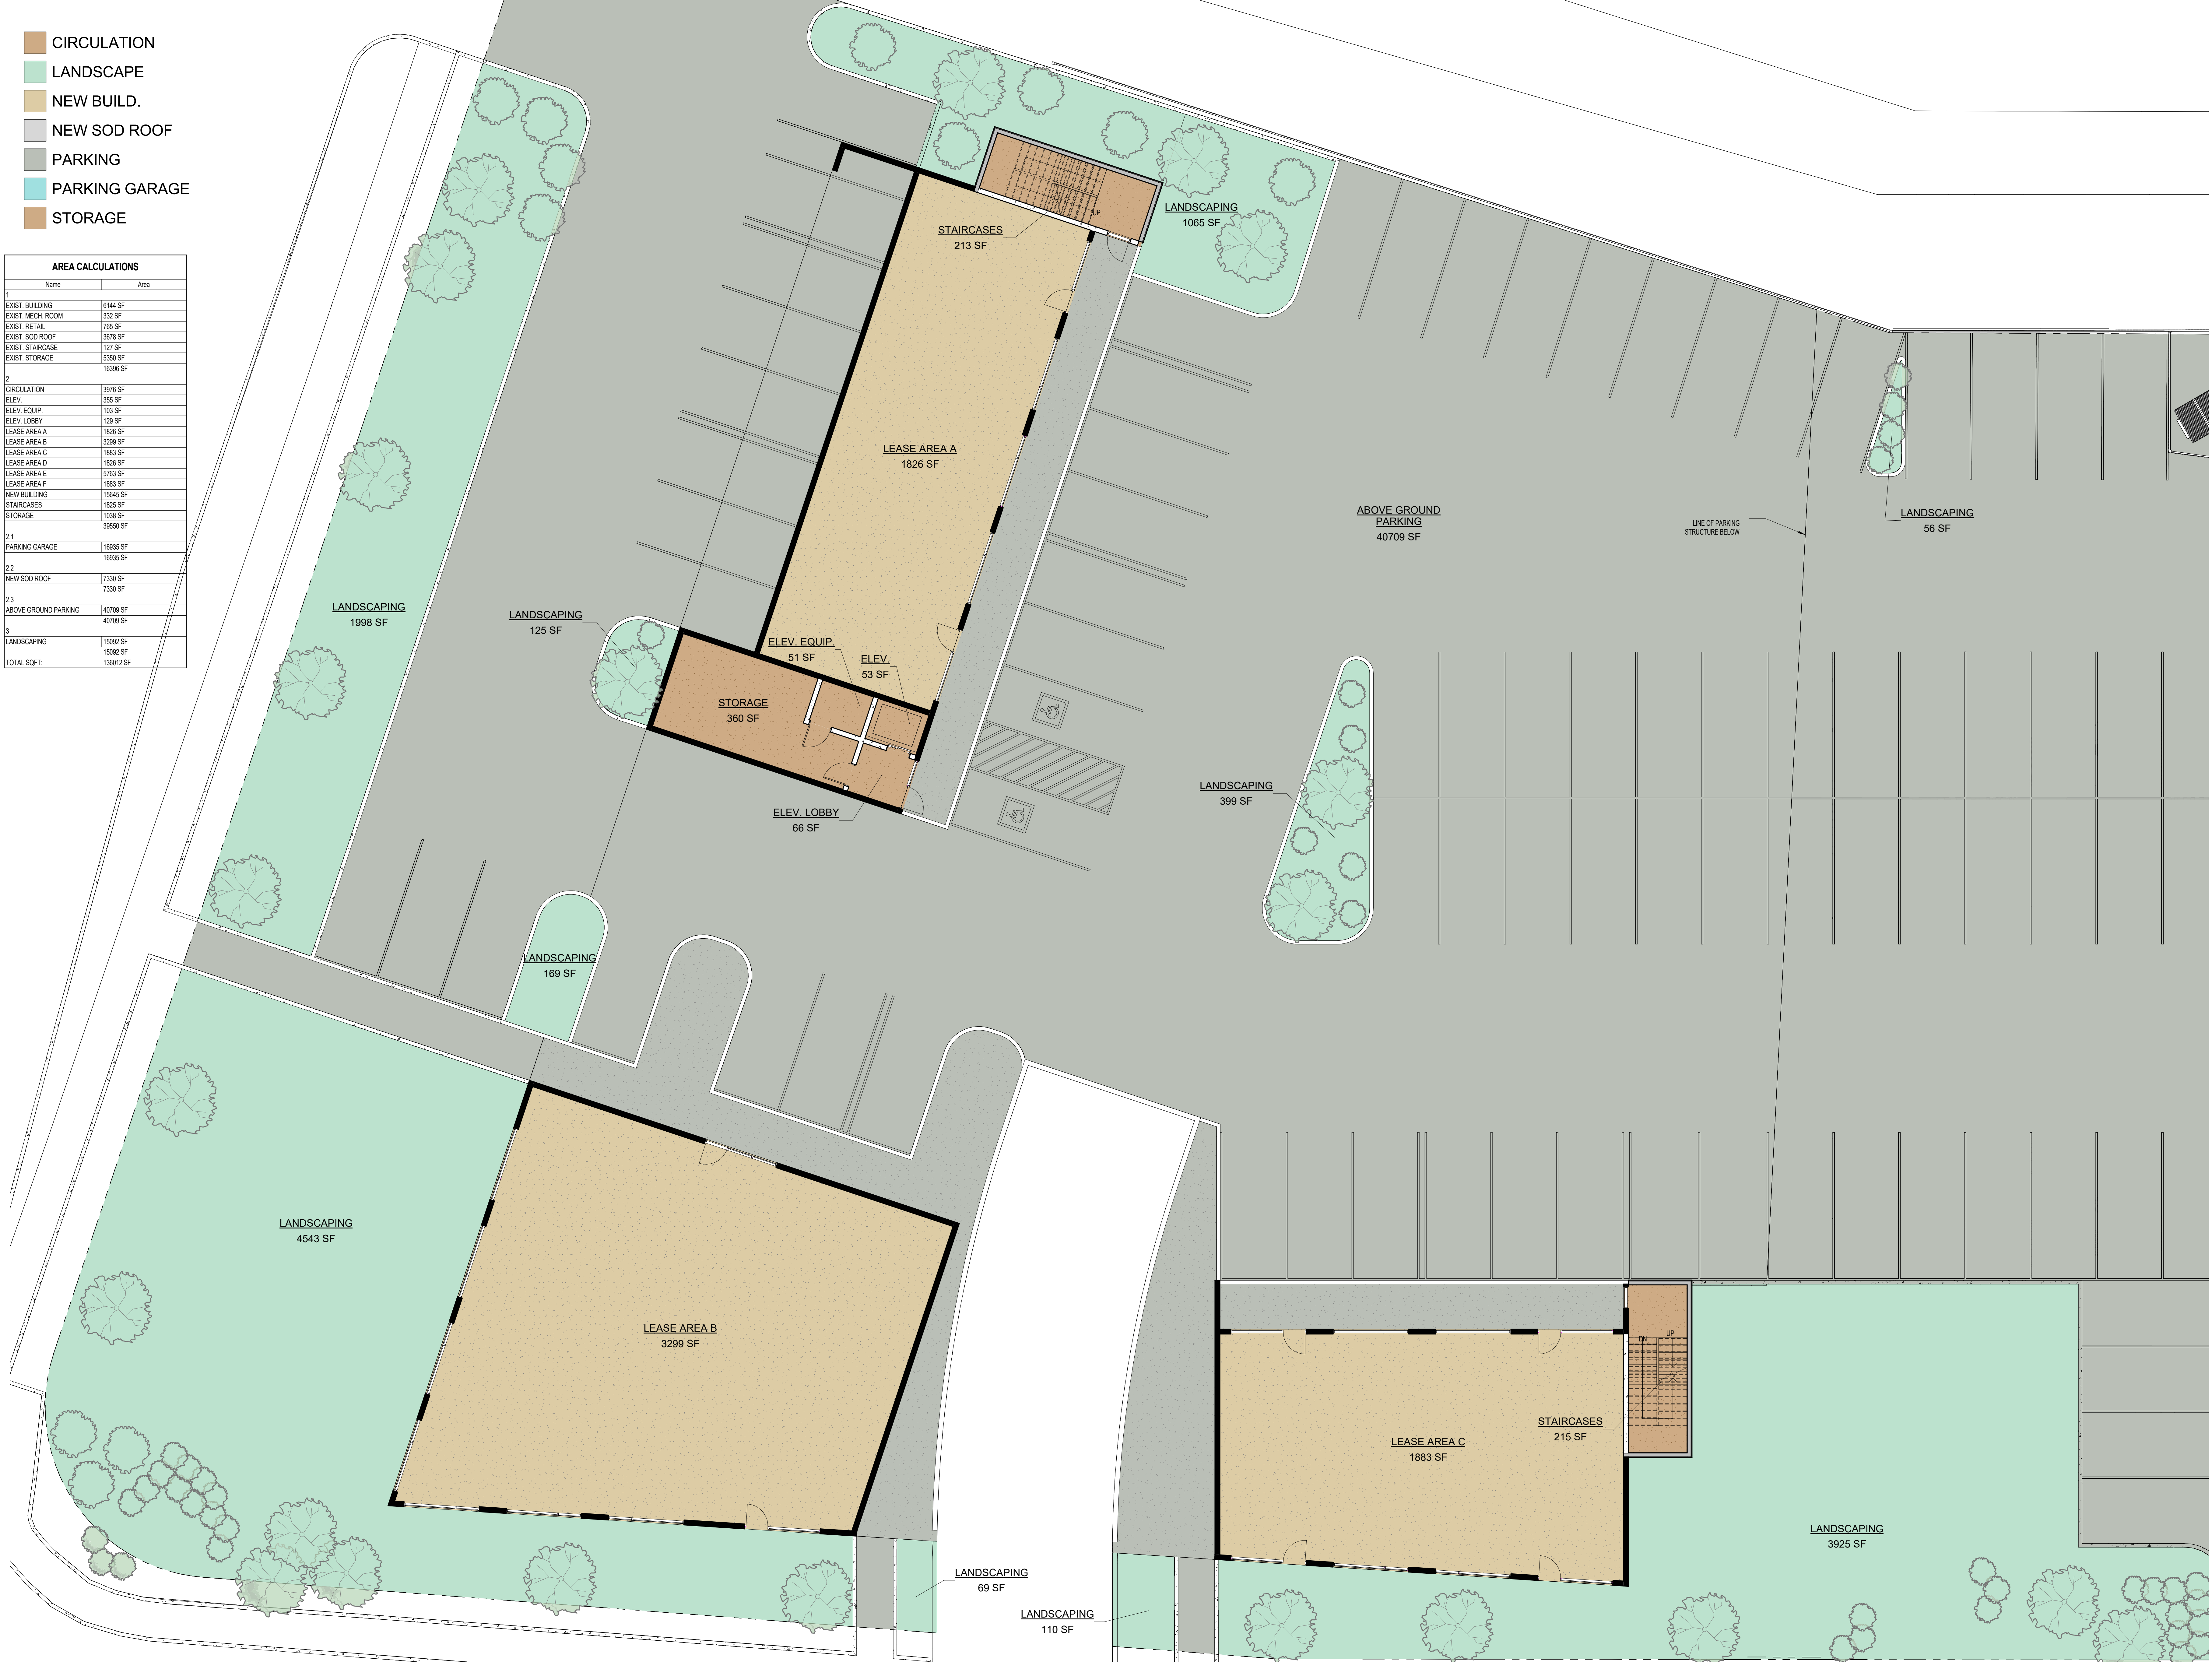 CIRCULATION
LANDSCAPE
NEW BUILD.
NEW SOD ROOF
PARKING
PARKING GARAGE
STORAGE
AREA CALCULATIONS
Name Area
1
EXIST. BUILDING 6144 SF
EXIST. MECH. ROOM 332 SF
EXIST. RETAIL 765 SF
EXIST. SOD ROOF 3678 SF
EXIST. STAIRCASE 127 SF
EXIST. STORAGE 5350 SF
16396 SF
2
CIRCULATION 3976 SF
ELEV. 355 SF
ELEV. EQUIP. 103 SF
ELEV. LOBBY 129 SF
LEASE AREA A 1826 SF
LEASE AREA B 3299 SF
LEASE AREA C 1883 SF
LEASE AREA D 1826 SF
LEASE AREA E 5763 SF
LEASE AREA F 1883 SF
NEW BUILDING 15645 SF
STAIRCASES 1825 SF
STORAGE 1038 SF
39550 SF
2.1
PARKING GARAGE 16935 SF
16935 SF
2.2
NEW SOD ROOF 7330 SF
7330 SF
2.3
ABOVE GROUND PARKING 40709 SF
40709 SF
3
LANDSCAPING 15092 SF
15092 SF
TOTAL SQFT: 136012 SF
LANDSCAPING
1065 SF
UP
STAIRCASES
213 SF
LEASE AREA A
1826 SF
ABOVE GROUND
PARKING
40709 SF
LINE OF PARKING
STRUCTURE BELOW
LANDSCAPING
56 SF
LANDSCAPING
1998 SF
LANDSCAPING
125 SF
ELEV. EQUIP.
51 SF
ELEV.
53 SF
STORAGE
360 SF
ELEV. LOBBY
66 SF
LANDSCAPING
399 SF
LANDSCAPING
169 SF
LANDSCAPING
4543 SF
LEASE AREA B
3299 SF
DN UP
STAIRCASES
215 SF
LEASE AREA C
1883 SF
LANDSCAPING
3925 SF
LANDSCAPING
69 SF
LANDSCAPING
110 SF